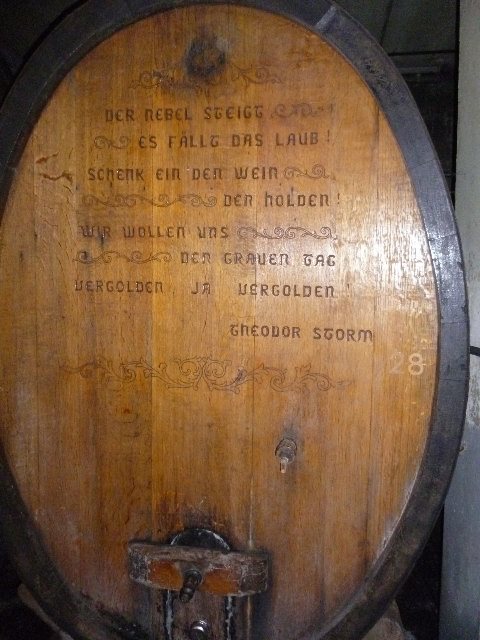 DER NEBEL STEIGT
ES FÄLLT DAS LAUB!
SCHENK EIN DEN WEIN
DEN HOLDEN!
WIR WOLLEN UNS
DEN GRAUEN TAG
VERGOLDEN JA VERGOLDEN!
THEODOR STORM
28